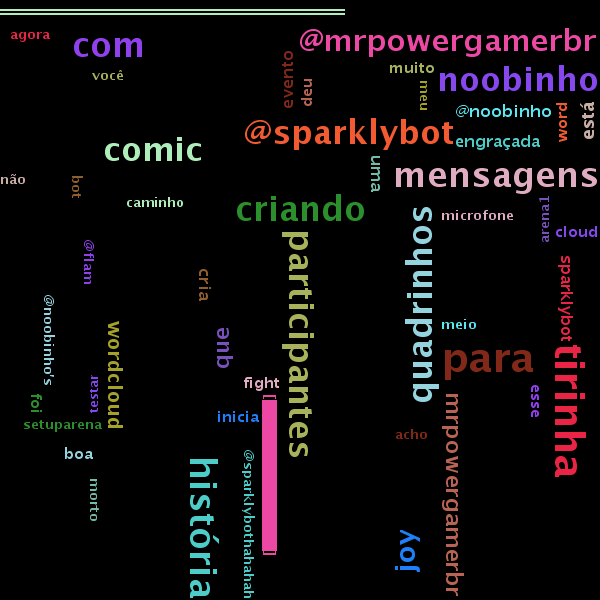 agora
com
@mrpowergamerbr
você
evento
deu
muito
meu
noobinho
@noobinho
word
está
@sparklybot
engraçada
comic
uma
não
bot
mensagens
caminho
criando
microfone
arena1
cloud
@flam
cria
participantes
quadrinhos
sparklybot
@noobinho's
wordcloud
que
meio
para
tirinha
fight
testar
esse
foi
setuparena
inicia
acho
mrpowergamerbr
boa
história
@sparklybothahahah
morto
joy